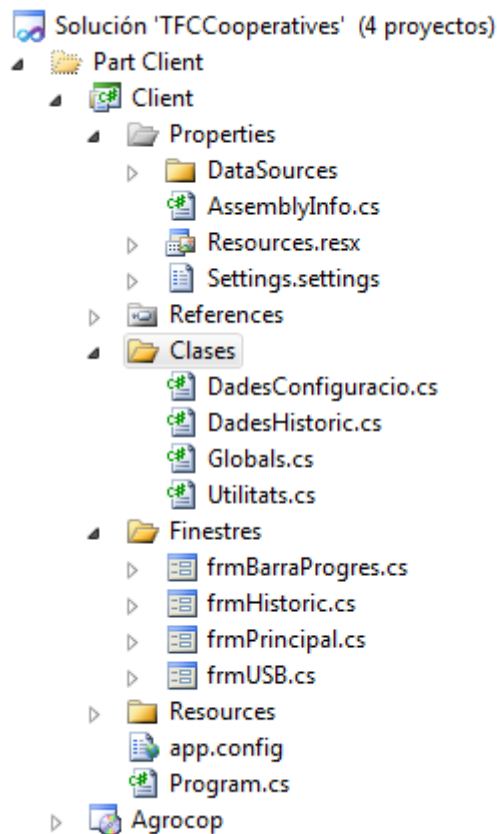 Solución 'TFCCooperatives' (4 proyectos)
Part Client
Client
Properties
DataSources
AssemblyInfo.cs
Resources.resx
Settings.settings
References
Clases
DadesConfiguracio.cs
DadesHistoric.cs
Globals.cs
Utilitats.cs
Finestres
frmBarraProgres.cs
frmHistoric.cs
frmPrincipal.cs
frmUSB.cs
Resources
app.config
Program.cs
Agrocop